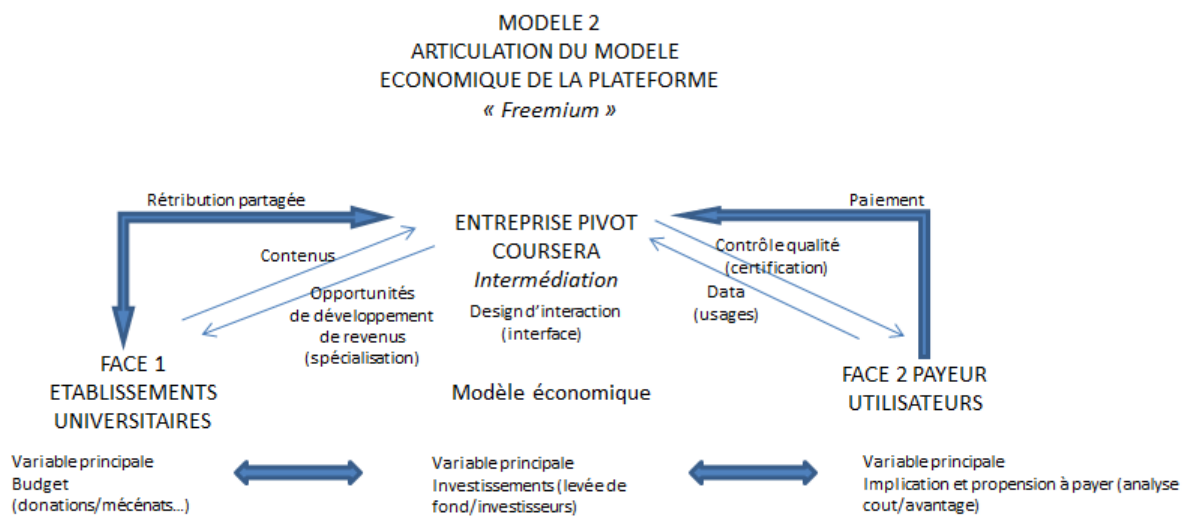 MODELE 2
ARTICULATION DU MODELE
ECONOMIQUE DE LA PLATEFORME
« Freemium »
Rétribution partagée
Paiement
ENTREPRISE PIVOT
COURSERA
Intermédiation
Design d'interaction
(interface)
Contenus
Opportunités
de développement
de revenus
(spécialisation)
Contrôle qualité
(certification)
Data
(usages)
FACE 1
ETABLISSEMENTS
UNIVERSITAIRES
Modèle économique
FACE 2 PAYEUR
UTILISATEURS
Variable principale
Budget
(donations/mécénats...)
Variable principale
Investissements (levée de
fond/investisseurs)
Variable principale
Implication et propension à payer (analyse
cout/avantage)